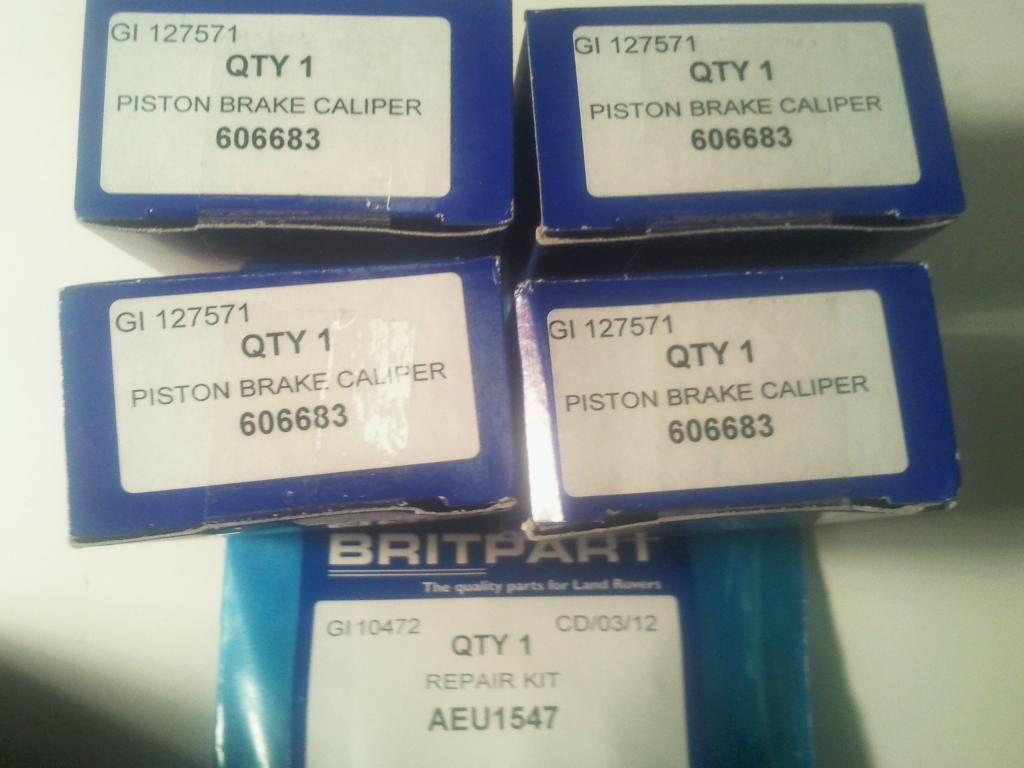 GI 127571
QTY 1
PISTON BRAKE CALIPER
606683
GI 127571
QTY 1
PISTON BRAKE CALIPER
606683
GI 127571
QTY 1
PISTON BRAKE CALIPER
606683
GI 127571
QTY 1
PISTON BRAKE CALIPER
606683
BRITPART
The quality parts for Land Rovers
GI10472 CD/03/12
QTY 1
REPAIR KIT
AEU1547